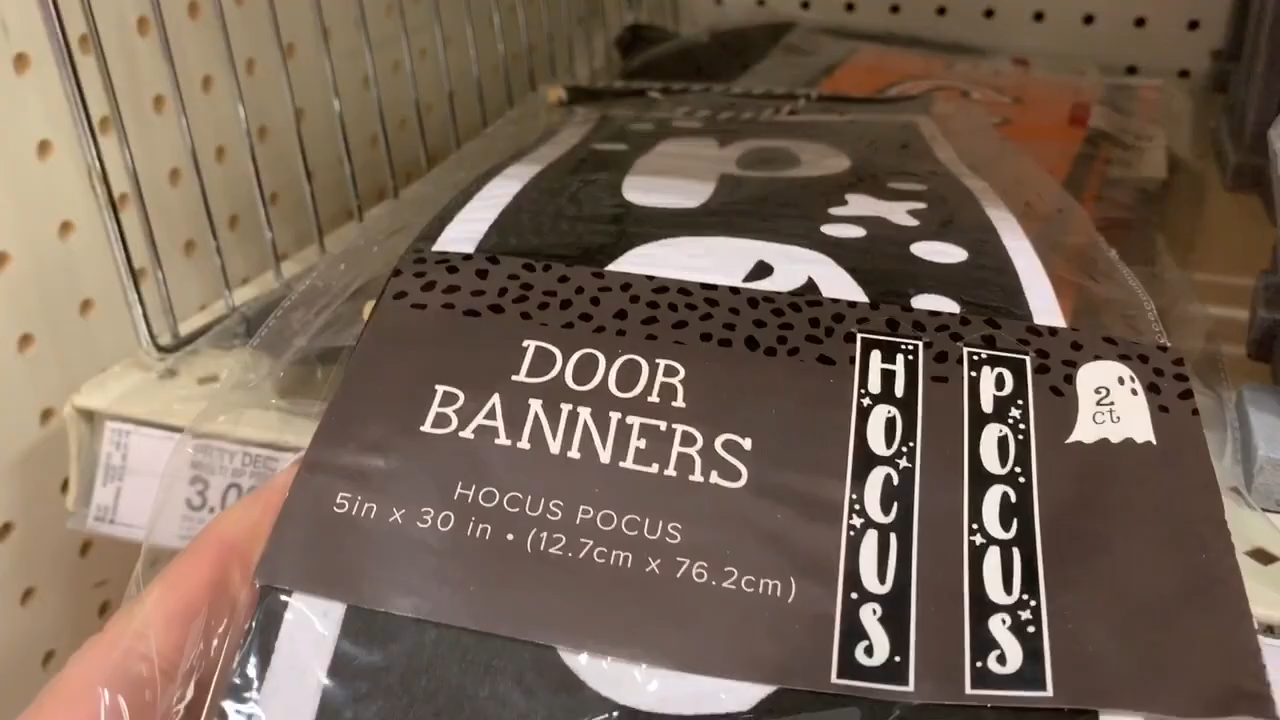 DOOR
BANNERS
HOCUS POCUS
5in x 30 in • (12.7cm x 76.2cm)
HOCUS
POCUS
2
ct
P
3.0